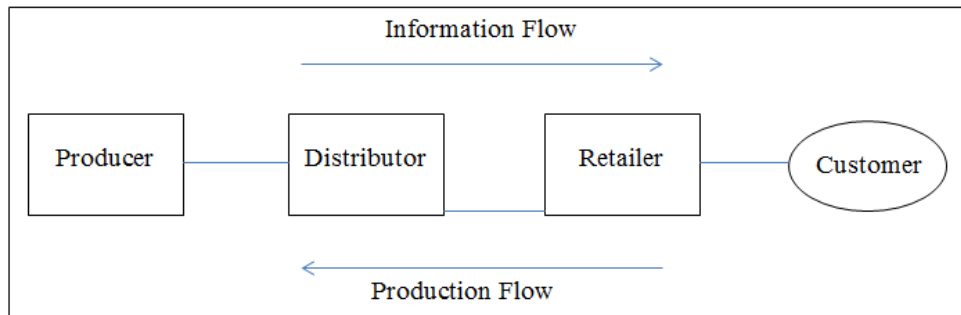 Information Flow
Producer
Distributor
Retailer
Customer
Production Flow